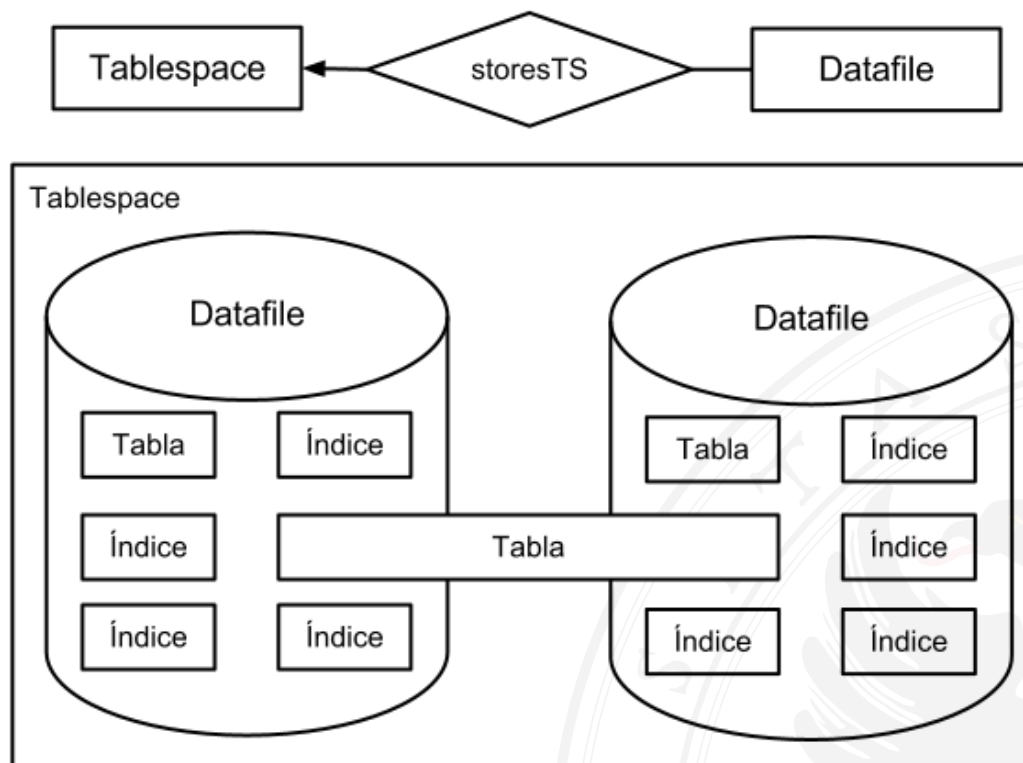 Tablespace
storesTS
Datafile
Tablespace
Datafile
Datafile
Tabla
Índice
Tabla
Índice
Índice
Tabla
Índice
Índice
Índice
Índice
Índice
S I T A S